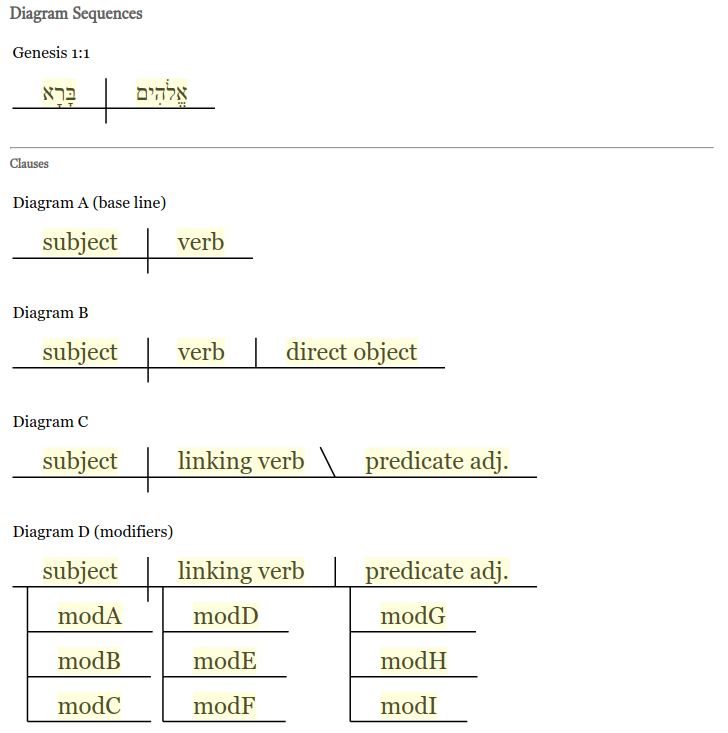 Diagram Sequences
Genesis 1:1
בָּרָא אֱלֹהִים
Clauses
Diagram A (base line)
subject verb
Diagram B
subject verb direct object
Diagram C
subject linking verb predicate adj.
Diagram D (modifiers)
subject linking verb predicate adj.
modA modD modG
modB modE modH
modC modF modI